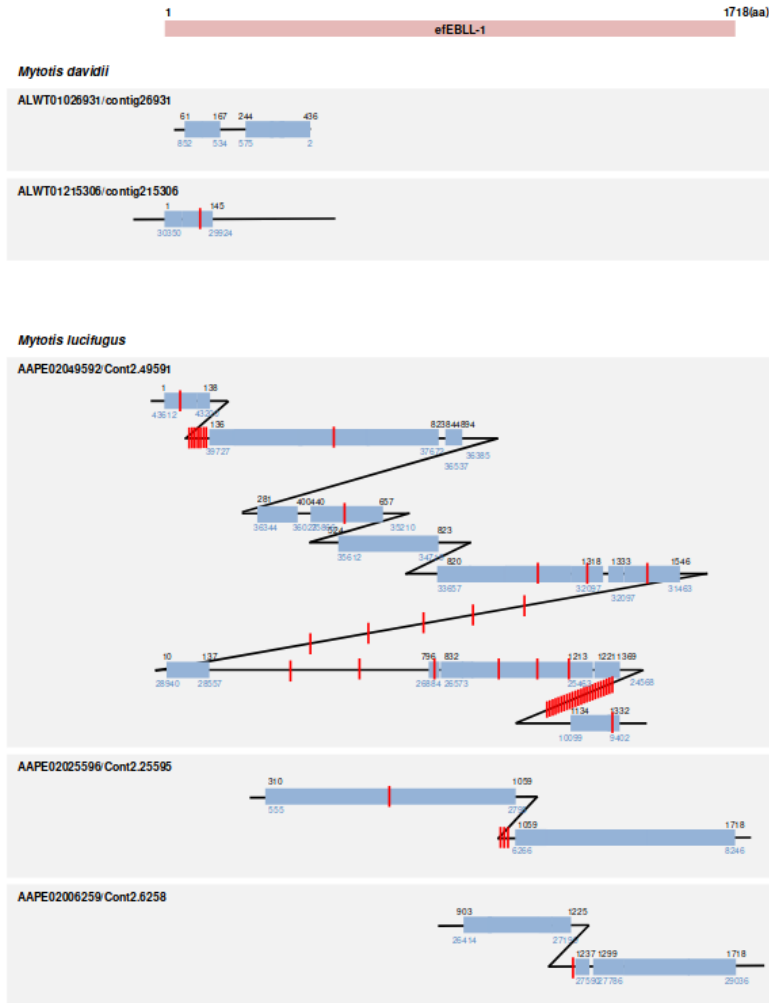 1 1718(aa)
efEBLL-1
Mytotis davidii
ALWT01026931/contig26931
61 167 244 436
852 534 575 2
ALWT01215306/contig215306
1 145
30350 29924
Mytotis lucifugus
AAPE02049592/Cont2.49591
1 138
43612
136 823 844 894
39727 36537 36385
281 400 440 657
36344 35210
823
35612
820 1318 1333 1546
33657 32097 32097 31463
10 137 796 832 1213 1221 1369
28940 28557 26884 26573 24568
1134 1332
10099 9402
AAPE02025596/Cont2.25595
310 1059
555
1059 1718
6266 8246
AAPE02006259/Cont2.6258
903 1225
26414
1237 1299 1718
27590 27786 29036